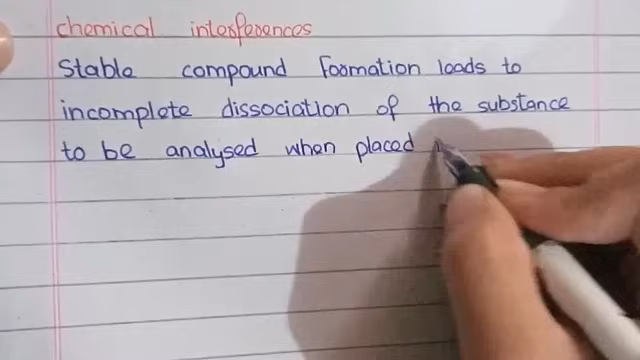 chemical interferences
Stable compound formation leads to
incomplete dissociation of the substance
to be analysed when placed